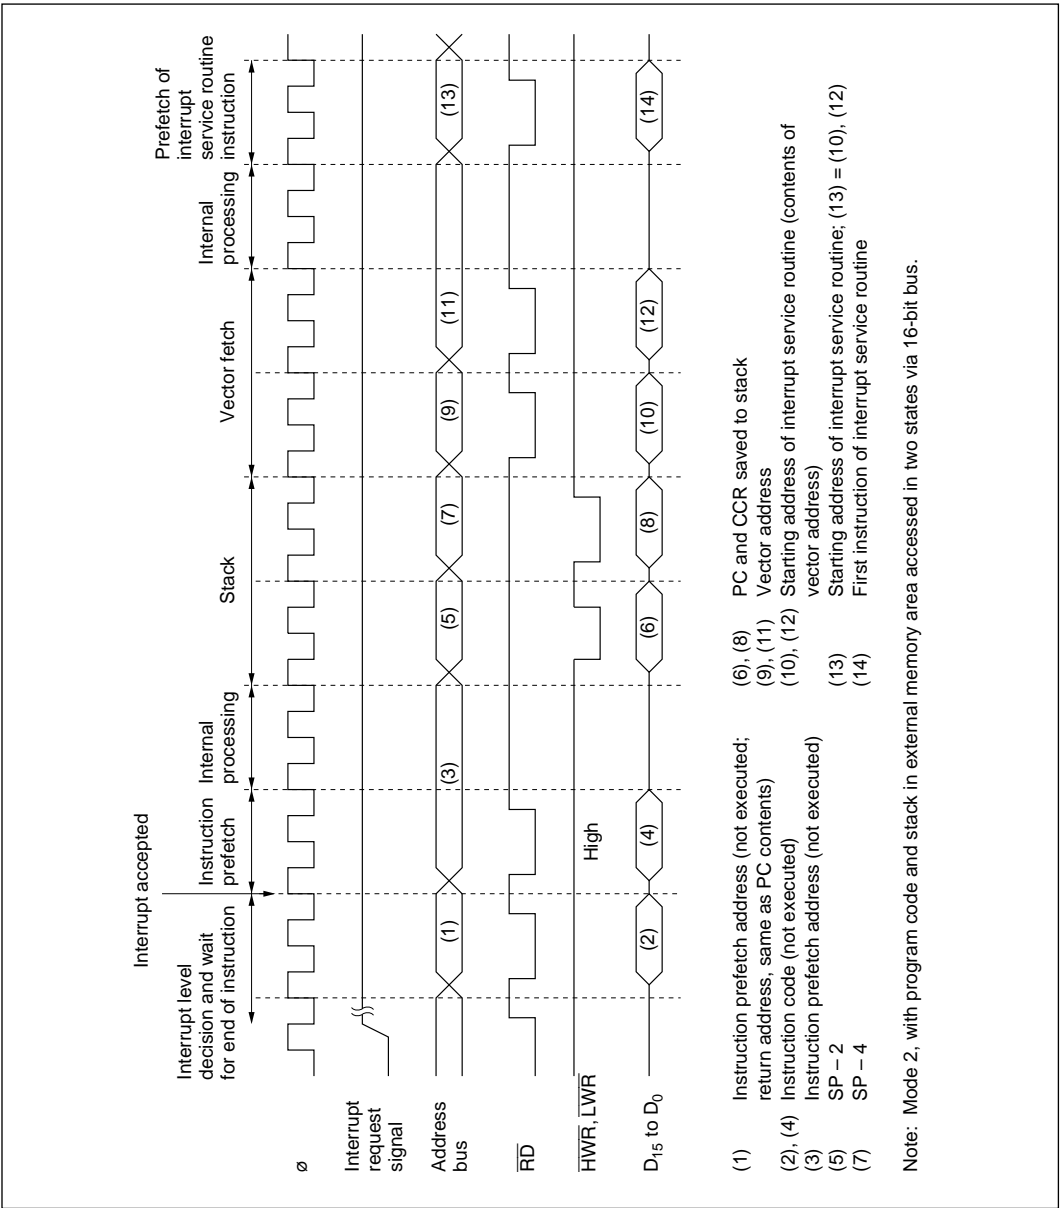 Interrupt accepted
Interrupt level
decision and wait
for end of instruction
Instruction
prefetch
Internal
processing
Stack
Vector fetch
Internal
processing
Prefetch of
interrupt
service routine
instruction
ø
Interrupt
request
signal
Address
bus
(1)
(3)
(5)
(7)
(9)
(11)
(13)
RD
HWR, LWR
High
D15 to D0
(2)
(4)
(6)
(8)
(10)
(12)
(14)
(1) Instruction prefetch address (not executed;
return address, same as PC contents)
(2), (4) Instruction code (not executed)
(3) Instruction prefetch address (not executed)
(5) SP – 2
(7) SP – 4
(6), (8) PC and CCR saved to stack
(9), (11) Vector address
(10), (12) Starting address of interrupt service routine (contents of
vector address)
(13) Starting address of interrupt service routine; (13) = (10), (12)
(14) First instruction of interrupt service routine
Note: Mode 2, with program code and stack in external memory area accessed in two states via 16-bit bus.